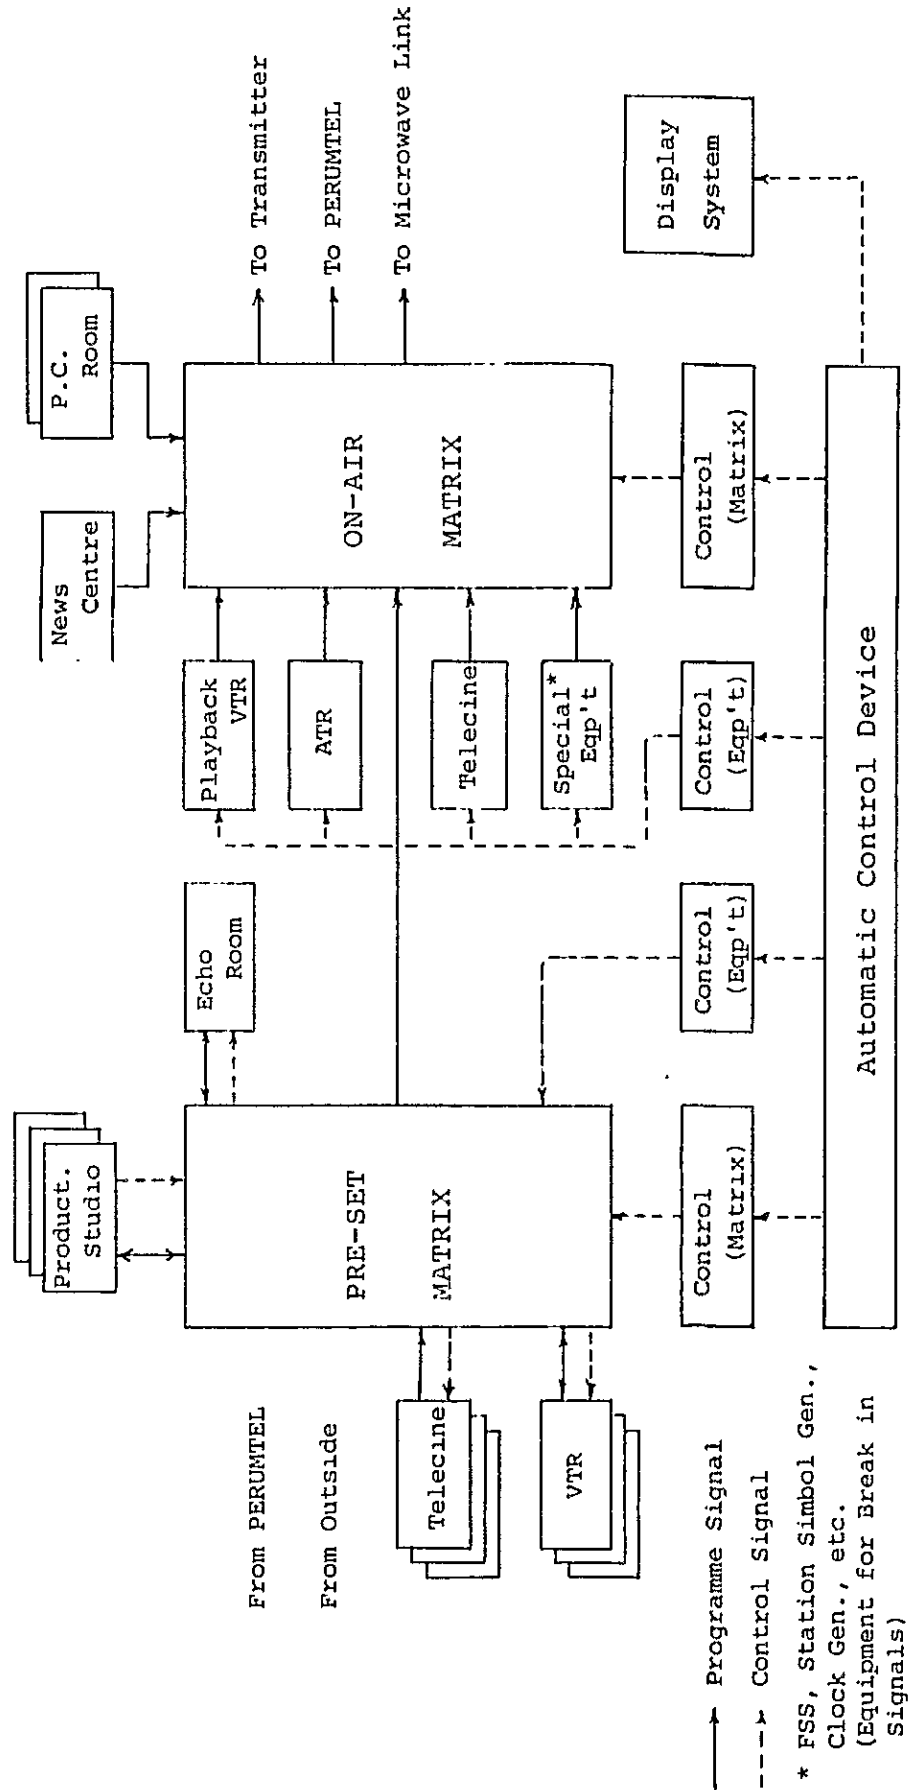 Product.
Studio
Echo
Room
News
Centre
P.C.
Room
From PERUMTEL
From Outside
Telecine
VTR
PRE-SET
MATRIX
Playback
VTR
ATR
Telecine
Special*
Eqp't
ON-AIR
MATRIX
To Transmitter
To PERUMTEL
To Microwave Link
Control
(Matrix)
Control
(Eqp't)
Control
(Eqp't)
Control
(Matrix)
Display
System
Automatic Control Device
Programme Signal
Control Signal
* FSS, Station Simbol Gen.,
Clock Gen., etc.
(Equipment for Break in
Signals)